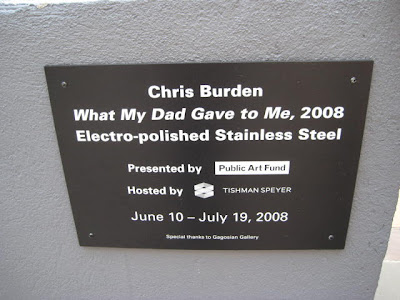 Chris Burden
What My Dad Gave to Me, 2008
Electro-polished Stainless Steel
Presented by Public Art Fund
Hosted by TISHMAN SPEYER
June 10 – July 19, 2008
Special thanks to Gagosian Gallery